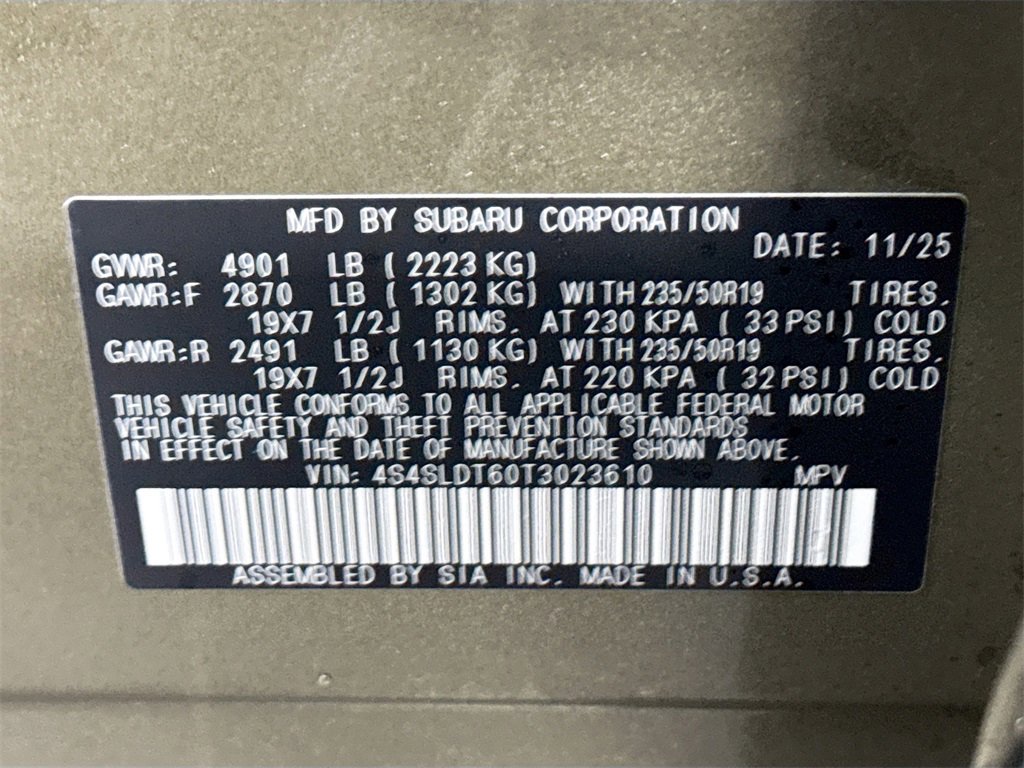 MFD BY SUBARU CORPORATION
DATE: 11/25
GVWR: 4901 LB ( 2223 KG)
GAWR:F 2870 LB ( 1302 KG) WITH 235/50R19 TIRES,
19X7 1/2J RIMS, AT 230 KPA ( 33 PSI) COLD
GAWR:R 2491 LB ( 1130 KG) WITH 235/50R19 TIRES,
19X7 1/2J RIMS, AT 220 KPA ( 32 PSI) COLD
THIS VEHICLE CONFORMS TO ALL APPLICABLE FEDERAL MOTOR
VEHICLE SAFETY AND THEFT PREVENTION STANDARDS
IN EFFECT ON THE DATE OF MANUFACTURE SHOWN ABOVE.
VIN: 4S4SLDT60T3023610 MPV
ASSEMBLED BY SIA INC. MADE IN U.S.A.